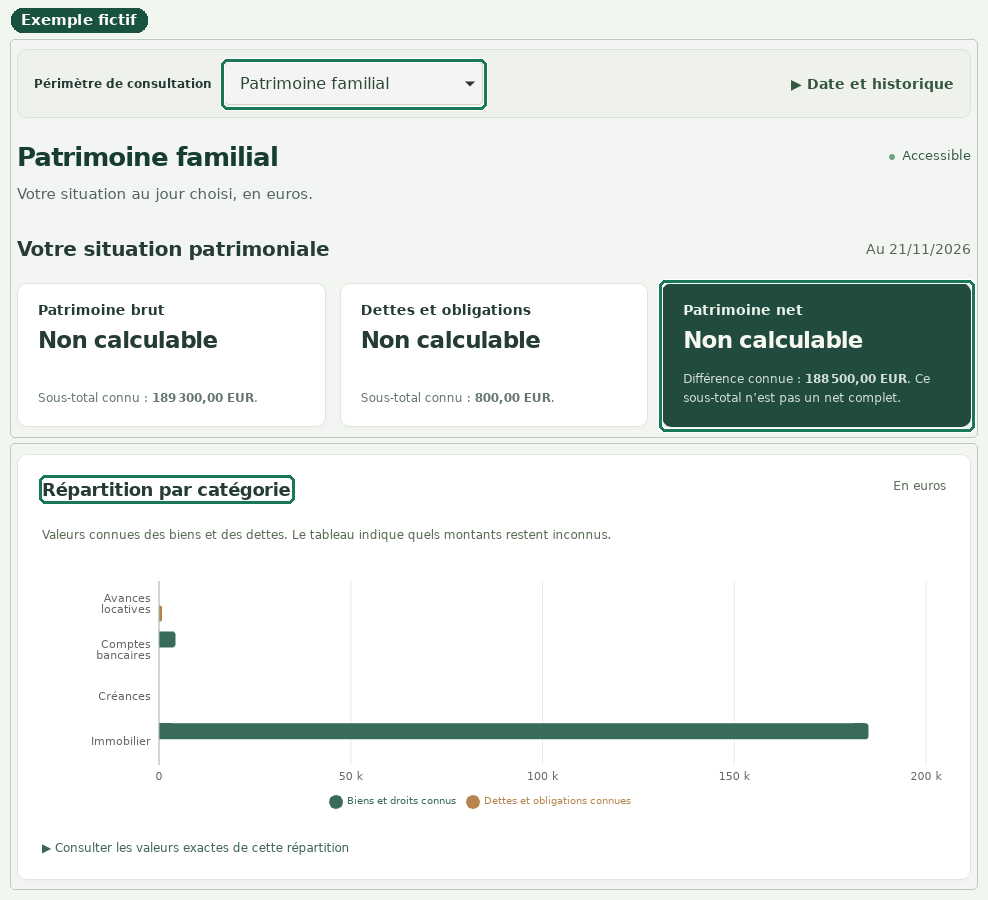 Exemple fictif
Périmètre de consultation
Patrimoine familial
▶ Date et historique
Patrimoine familial
Accessible
Votre situation au jour choisi, en euros.
Votre situation patrimoniale
Au 21/11/2026
Patrimoine brut
Non calculable
Sous-total connu : 189 300,00 EUR.
Dettes et obligations
Non calculable
Sous-total connu : 800,00 EUR.
Patrimoine net
Non calculable
Différence connue : 188 500,00 EUR. Ce
sous-total n’est pas un net complet.
Répartition par catégorie
En euros
Valeurs connues des biens et des dettes. Le tableau indique quels montants restent inconnus.
Avances
locatives
Comptes
bancaires
Créances
Immobilier
0
50 k
100 k
150 k
200 k
Biens et droits connus
Dettes et obligations connues
▶ Consulter les valeurs exactes de cette répartition